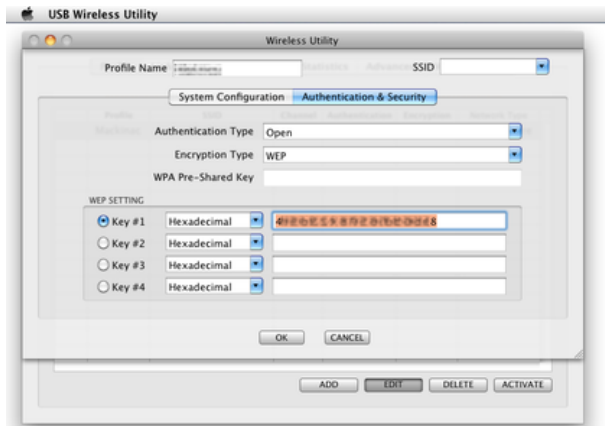 USB Wireless Utility
Wireless Utility
Profile Name SSID
System Configuration Authentication & Security
Authentication Type Open
Encryption Type WEP
WPA Pre-Shared Key
WEP SETTING
Key #1 Hexadecimal
Key #2 Hexadecimal
Key #3 Hexadecimal
Key #4 Hexadecimal
OK CANCEL
ADD EDIT DELETE ACTIVATE